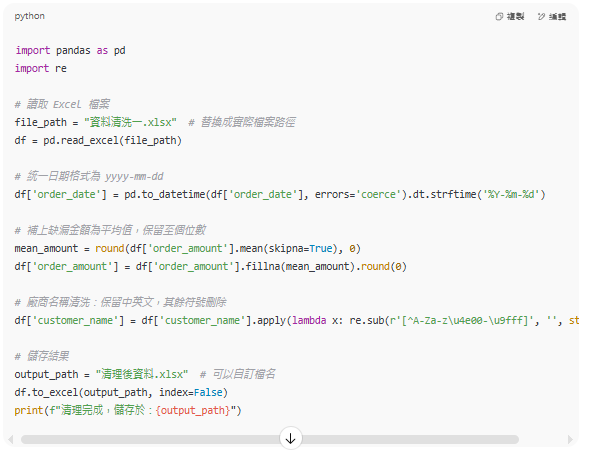 python
複製
編輯
import pandas as pd
import re
# 讀取 Excel 檔案
file_path = "資料清洗一.xlsx"  # 替換成實際檔案路徑
df = pd.read_excel(file_path)
# 統一日期格式為 yyyy-mm-dd
df['order_date'] = pd.to_datetime(df['order_date'], errors='coerce').dt.strftime('%Y-%m-%d')
# 補上缺漏金額為平均值，保留至個位數
mean_amount = round(df['order_amount'].mean(skipna=True), 0)
df['order_amount'] = df['order_amount'].fillna(mean_amount).round(0)
# 廠商名稱清洗：保留中英文，其餘符號刪除
df['customer_name'] = df['customer_name'].apply(lambda x: re.sub(r'[^A-Za-z\u4e00-\u9fff]', '', st
# 儲存結果
output_path = "清理後資料.xlsx"  # 可以自訂檔名
df.to_excel(output_path, index=False)
print(f"清理完成，儲存於：{output_path}")